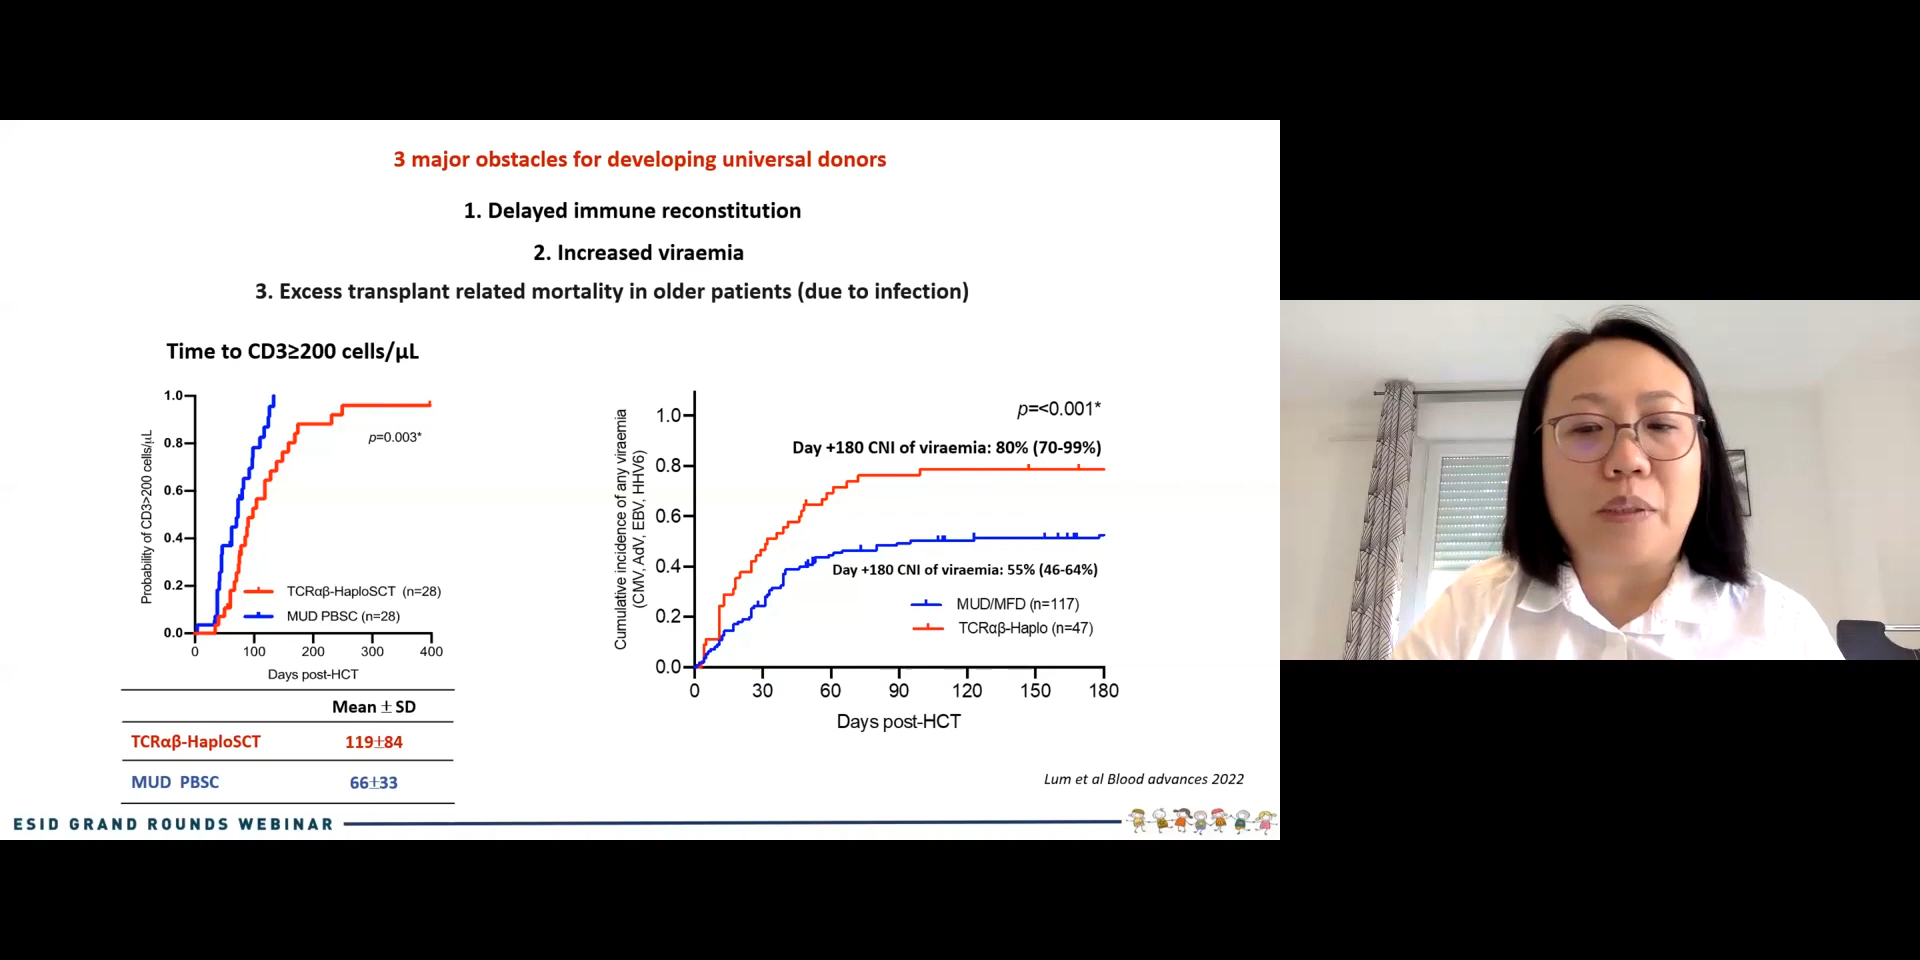 3 major obstacles for developing universal donors
1. Delayed immune reconstitution
2. Increased viraemia
3. Excess transplant related mortality in older patients (due to infection)
Time to CD3≥200 cells/µL
Probability of CD3>200 cells/µL
1.0
0.8
0.6
0.4
0.2
0.0
p=0.003*
TCRαβ-HaploSCT (n=28)
MUD PBSC (n=28)
0 100 200 300 400
Days post-HCT
Mean ± SD
TCRαβ-HaploSCT 119±84
MUD PBSC 66±33
Cumulative incidence of any viraemia
(CMV, AdV, EBV, HHV6)
1.0
0.8
0.6
0.4
0.2
0.0
p=<0.001*
Day +180 CNI of viraemia: 80% (70-99%)
Day +180 CNI of viraemia: 55% (46-64%)
MUD/MFD (n=117)
TCRαβ-Haplo (n=47)
0 30 60 90 120 150 180
Days post-HCT
Lum et al Blood advances 2022
ESID GRAND ROUNDS WEBINAR